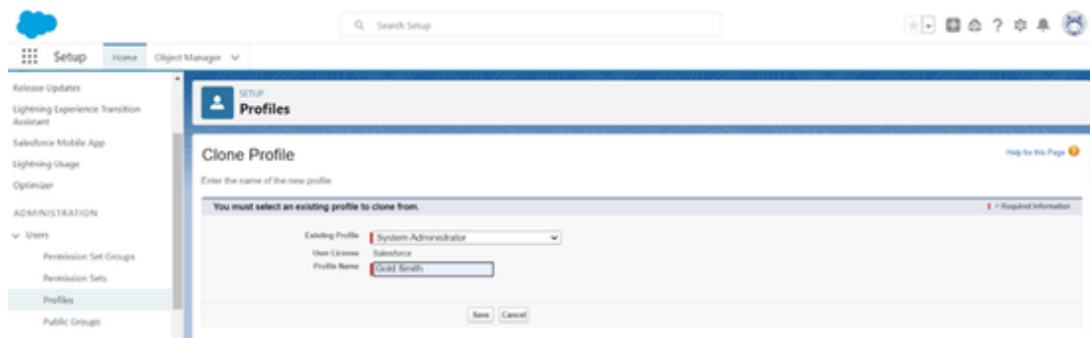 Search Setup
Setup Home Object Manager
Release Updates
Lightning Experience Transition
Assistant
Salesforce Mobile App
Lightning Usage
Optimizer
ADMINISTRATION
Users
Permission Set Groups
Permission Sets
Profiles
Public Groups
SETUP
Profiles
Clone Profile
Help for this Page
Enter the name of the new profile.
You must select an existing profile to clone from.
= Required Information
Existing Profile System Administrator
User License Salesforce
Profile Name Gold Smith
Save Cancel